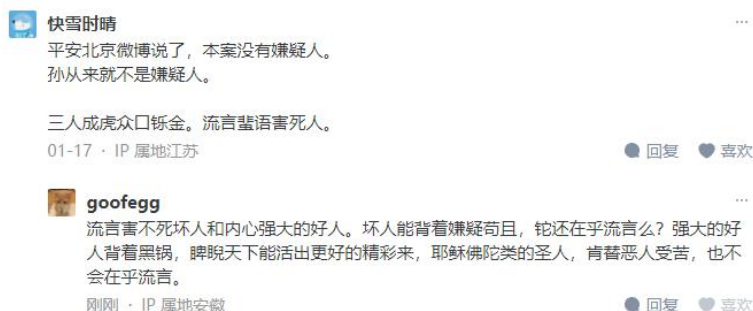 快雪时晴
平安北京微博说了，本案没有嫌疑人。
孙从来就不是嫌疑人。
三人成虎众口铄金。流言蜚语害死人。
01-17 · IP 属地江苏
回复 喜欢
goofegg
流言害不死坏人和内心强大的好人。坏人能背着嫌疑苟且，铊还在乎流言么？强大的好
人背着黑锅，睥睨天下能活出更好的精彩来，耶稣佛陀类的圣人，肯替恶人受苦，也不
会在乎流言。
刚刚 · IP 属地安徽
回复 喜欢